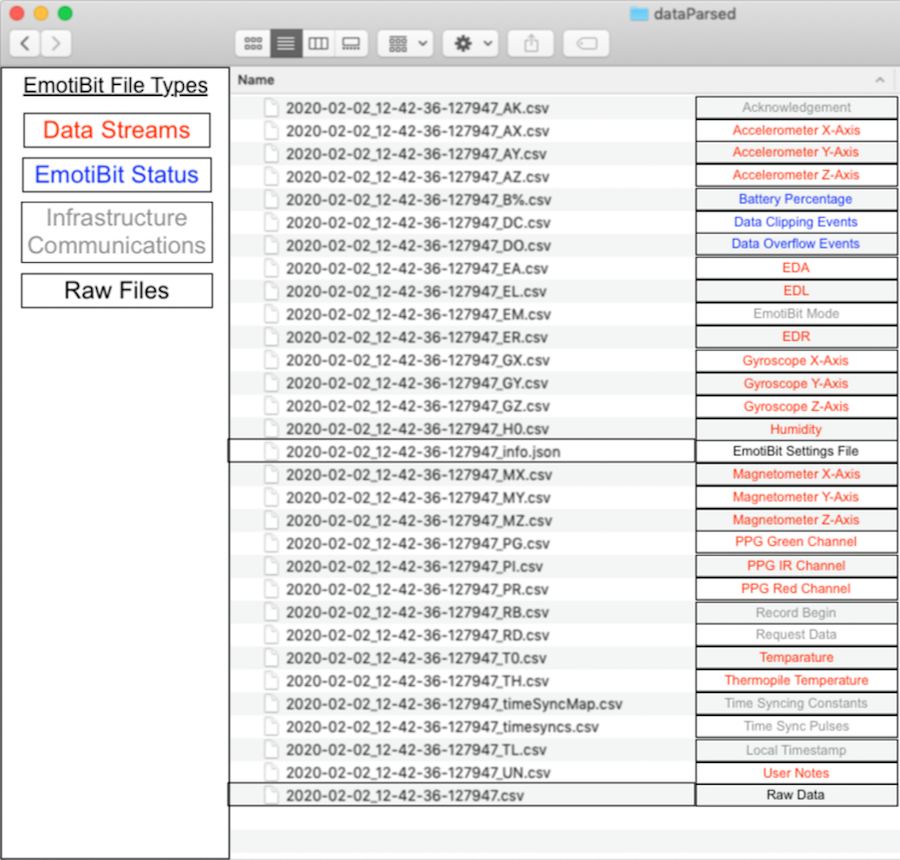 dataParsed
EmotiBit File Types
Data Streams
EmotiBit Status
Infrastructure
Communications
Raw Files
Name
2020-02-02_12-42-36-127947_AK.csv Acknowledgement
2020-02-02_12-42-36-127947_AX.csv Accelerometer X-Axis
2020-02-02_12-42-36-127947_AY.csv Accelerometer Y-Axis
2020-02-02_12-42-36-127947_AZ.csv Accelerometer Z-Axis
2020-02-02_12-42-36-127947_B%.csv Battery Percentage
2020-02-02_12-42-36-127947_DC.csv Data Clipping Events
2020-02-02_12-42-36-127947_DO.csv Data Overflow Events
2020-02-02_12-42-36-127947_EA.csv EDA
2020-02-02_12-42-36-127947_EL.csv EDL
2020-02-02_12-42-36-127947_EM.csv EmotiBit Mode
2020-02-02_12-42-36-127947_ER.csv EDR
2020-02-02_12-42-36-127947_GX.csv Gyroscope X-Axis
2020-02-02_12-42-36-127947_GY.csv Gyroscope Y-Axis
2020-02-02_12-42-36-127947_GZ.csv Gyroscope Z-Axis
2020-02-02_12-42-36-127947_H0.csv Humidity
2020-02-02_12-42-36-127947_info.json EmotiBit Settings File
2020-02-02_12-42-36-127947_MX.csv Magnetometer X-Axis
2020-02-02_12-42-36-127947_MY.csv Magnetometer Y-Axis
2020-02-02_12-42-36-127947_MZ.csv Magnetometer Z-Axis
2020-02-02_12-42-36-127947_PG.csv PPG Green Channel
2020-02-02_12-42-36-127947_PI.csv PPG IR Channel
2020-02-02_12-42-36-127947_PR.csv PPG Red Channel
2020-02-02_12-42-36-127947_RB.csv Record Begin
2020-02-02_12-42-36-127947_RD.csv Request Data
2020-02-02_12-42-36-127947_T0.csv Temparature
2020-02-02_12-42-36-127947_TH.csv Thermopile Temperature
2020-02-02_12-42-36-127947_timeSyncMap.csv Time Syncing Constants
2020-02-02_12-42-36-127947_timesyncs.csv Time Sync Pulses
2020-02-02_12-42-36-127947_TL.csv Local Timestamp
2020-02-02_12-42-36-127947_UN.csv User Notes
2020-02-02_12-42-36-127947.csv Raw Data